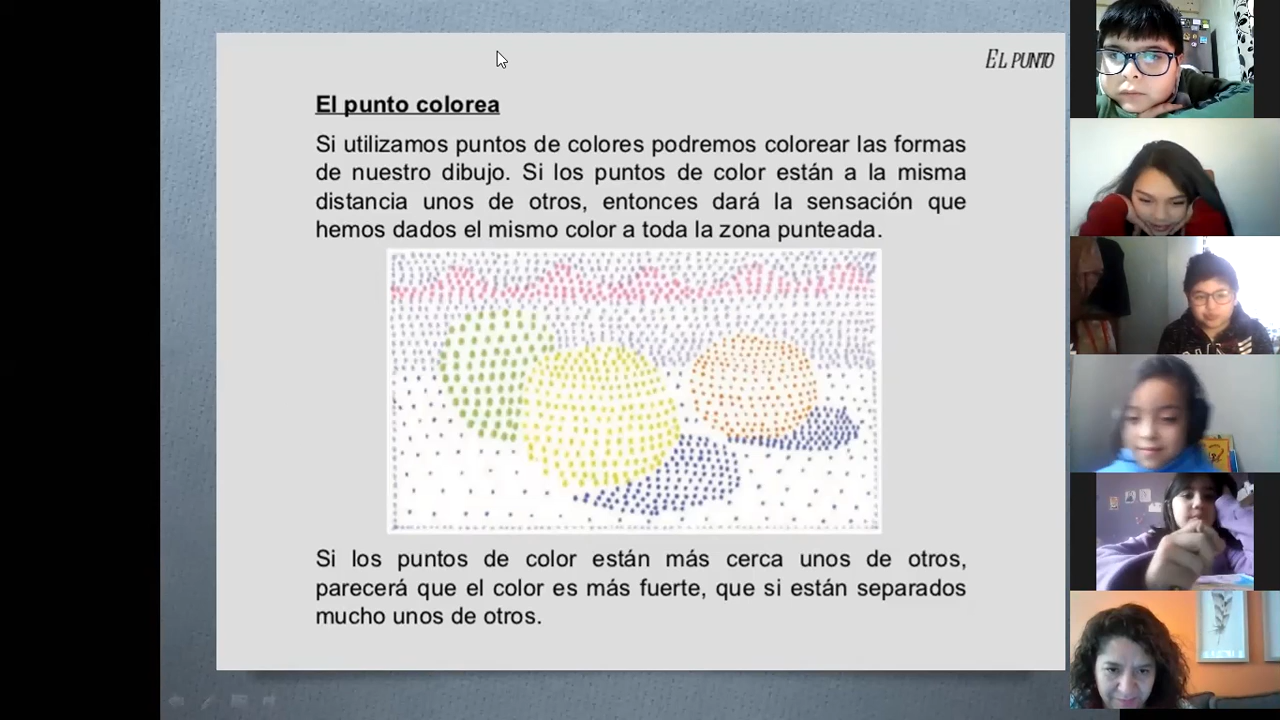 EL PUNTO
El punto colorea
Si utilizamos puntos de colores podremos colorear las formas
de nuestro dibujo. Si los puntos de color están a la misma
distancia unos de otros, entonces dará la sensación que
hemos dados el mismo color a toda la zona punteada.
Si los puntos de color están más cerca unos de otros,
parecerá que el color es más fuerte, que si están separados
mucho unos de otros.